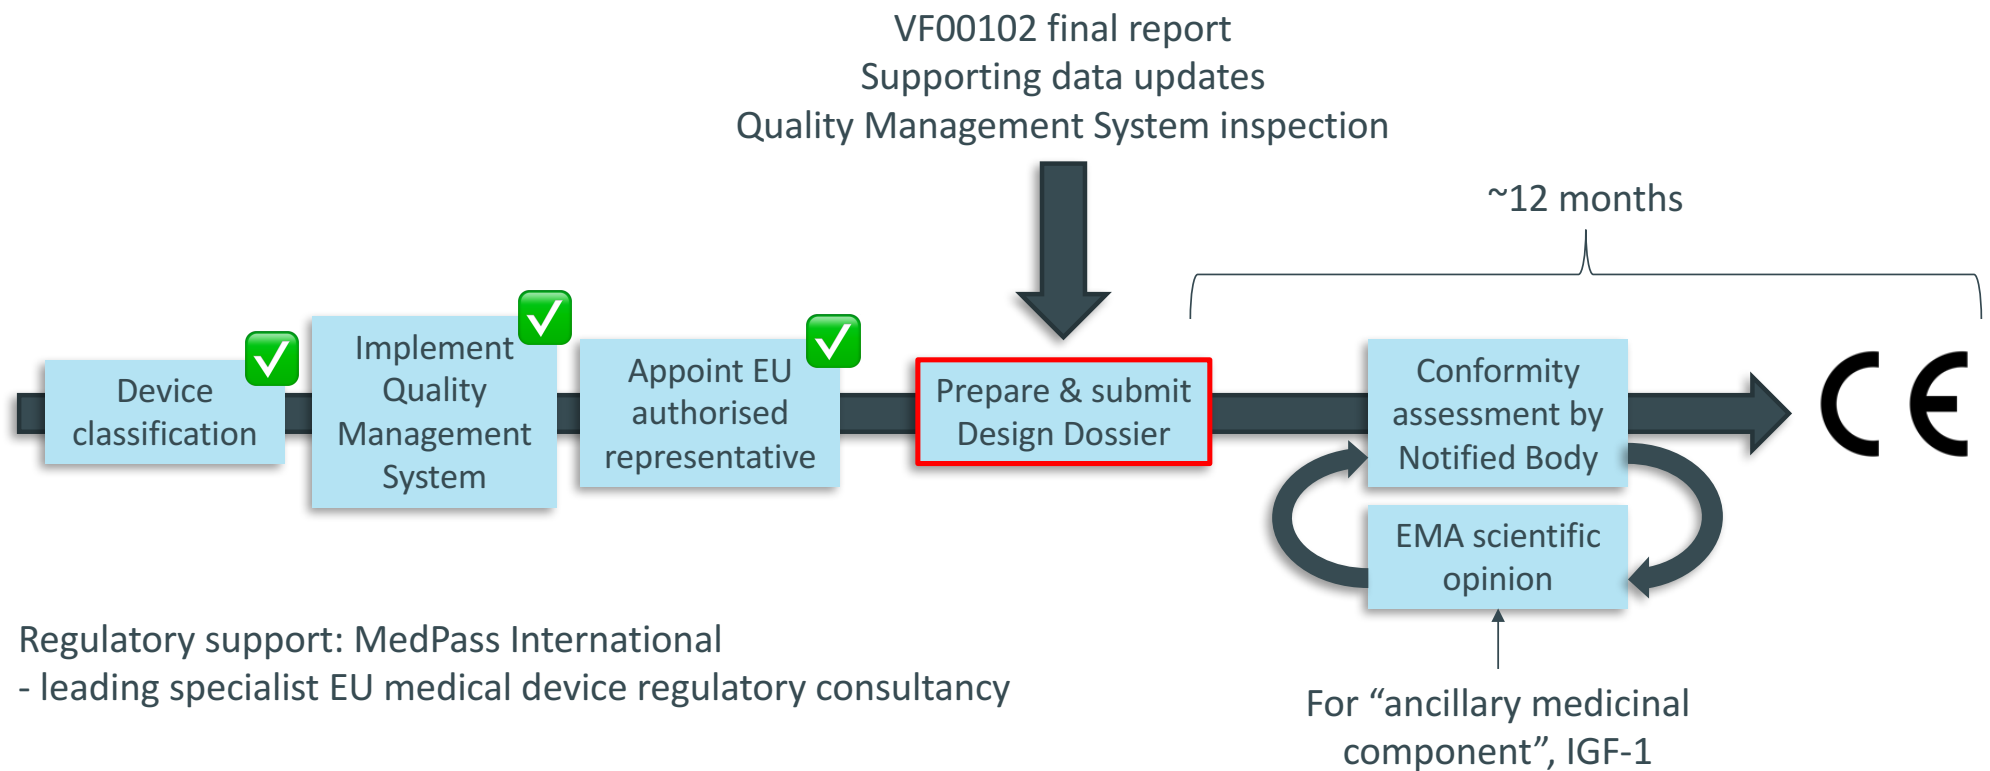 VF00102 final report
Supporting data updates
Quality Management System inspection
~12 months
Device
classification
Implement
Quality
Management
System
Appoint EU
authorised
representative
Prepare & submit
Design Dossier
Conformity
assessment by
Notified Body
CE
EMA scientific
opinion
Regulatory support: MedPass International
- leading specialist EU medical device regulatory consultancy
For “ancillary medicinal
component”, IGF-1